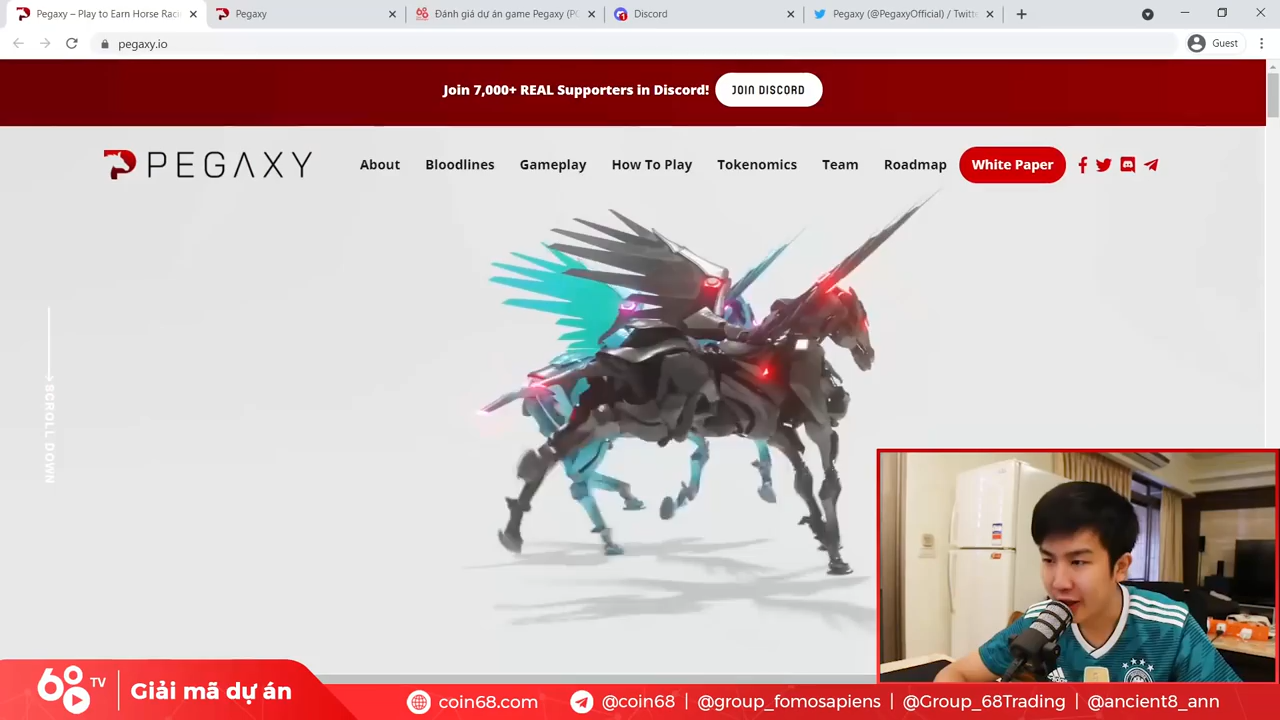 Pegaxy – Play to Earn Horse Raci
Pegaxy
Đánh giá dự án game Pegaxy (P
Discord
Pegaxy (@PegaxyOfficial) / Twitt
pegaxy.io
Guest
Join 7,000+ REAL Supporters in Discord!
JOIN DISCORD
PEGAXY
About
Bloodlines
Gameplay
How To Play
Tokenomics
Team
Roadmap
White Paper
SCROLL DOWN
68 TV
Giải mã dự án
coin68.com
@coin68 | @group_fomosapiens | @Group_68Trading | @ancient8_ann